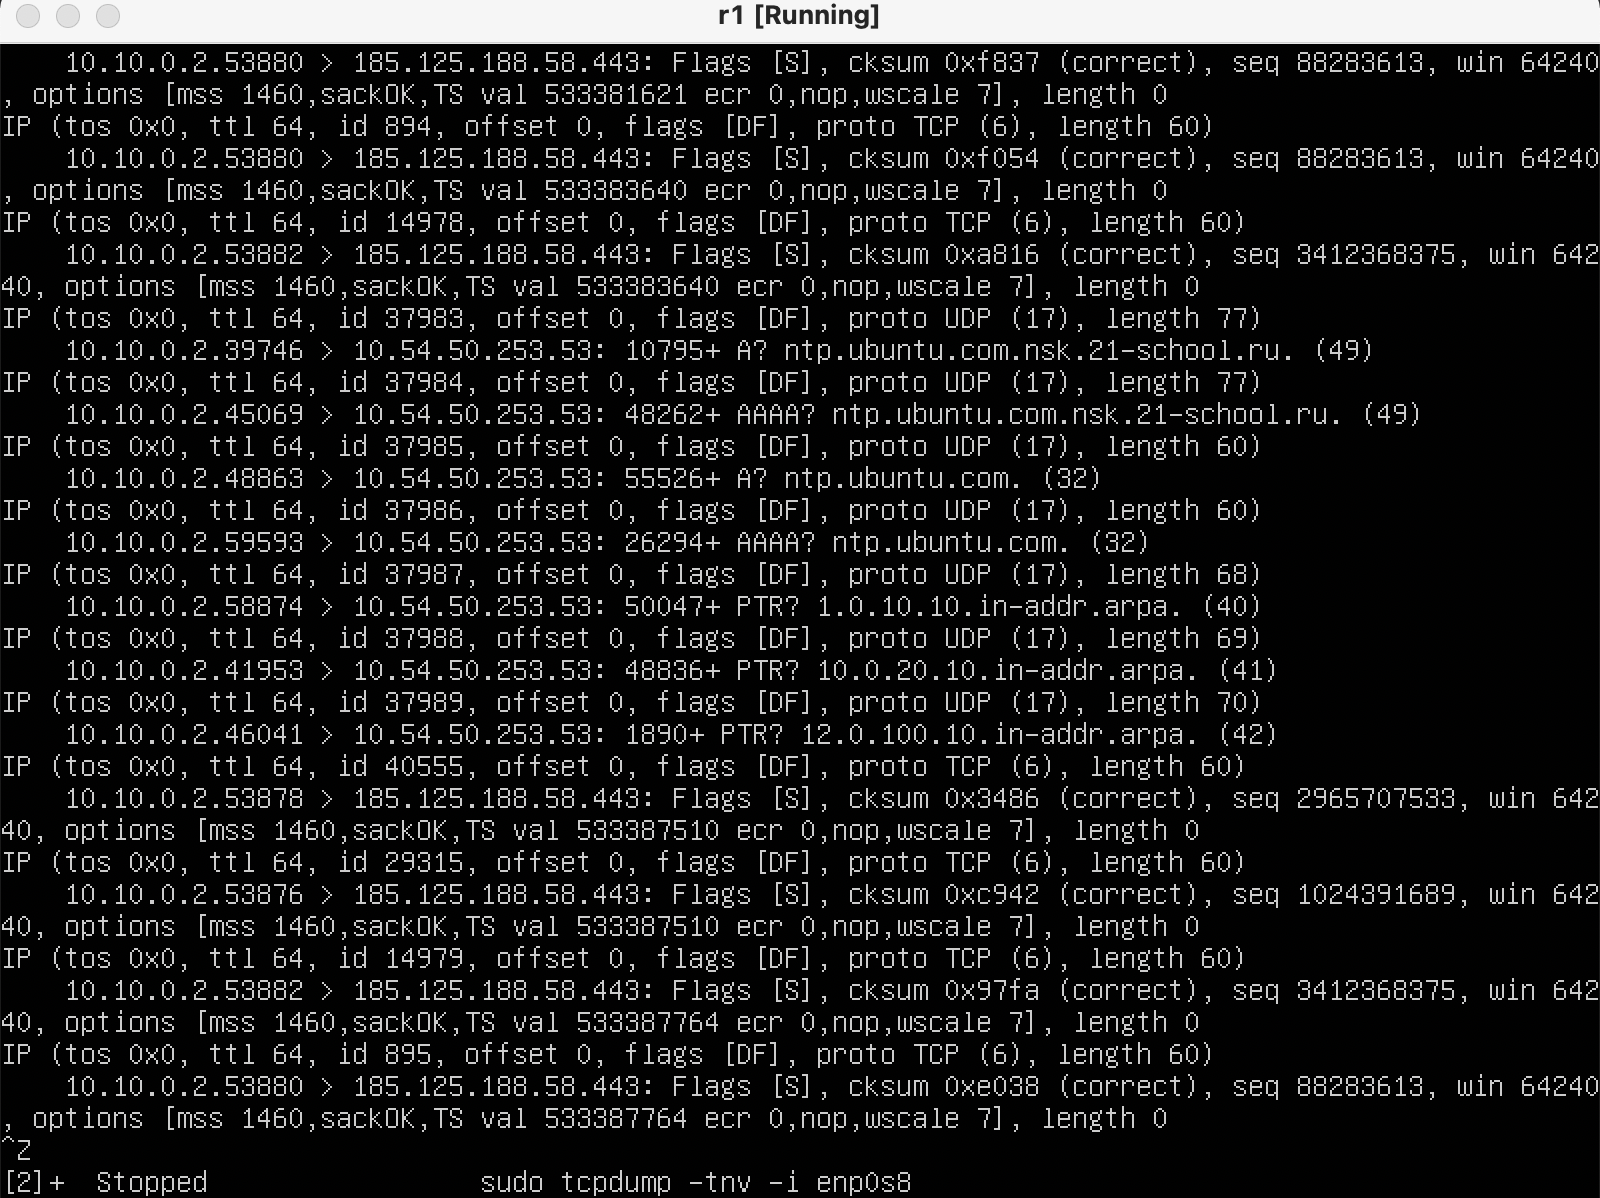 r1 [Running]
    10.10.0.2.53880 > 185.125.188.58.443: Flags [S], cksum 0xf837 (correct), seq 88283613, win 64240
, options [mss 1460,sackOK,TS val 533381621 ecr 0,nop,wscale 7], length 0
IP (tos 0x0, ttl 64, id 894, offset 0, flags [DF], proto TCP (6), length 60)
    10.10.0.2.53880 > 185.125.188.58.443: Flags [S], cksum 0xf054 (correct), seq 88283613, win 64240
, options [mss 1460,sackOK,TS val 533383640 ecr 0,nop,wscale 7], length 0
IP (tos 0x0, ttl 64, id 14978, offset 0, flags [DF], proto TCP (6), length 60)
    10.10.0.2.53882 > 185.125.188.58.443: Flags [S], cksum 0xa816 (correct), seq 3412368375, win 642
40, options [mss 1460,sackOK,TS val 533383640 ecr 0,nop,wscale 7], length 0
IP (tos 0x0, ttl 64, id 37983, offset 0, flags [DF], proto UDP (17), length 77)
    10.10.0.2.39746 > 10.54.50.253.53: 10795+ A? ntp.ubuntu.com.nsk.21-school.ru. (49)
IP (tos 0x0, ttl 64, id 37984, offset 0, flags [DF], proto UDP (17), length 77)
    10.10.0.2.45069 > 10.54.50.253.53: 48262+ AAAA? ntp.ubuntu.com.nsk.21-school.ru. (49)
IP (tos 0x0, ttl 64, id 37985, offset 0, flags [DF], proto UDP (17), length 60)
    10.10.0.2.48863 > 10.54.50.253.53: 55526+ A? ntp.ubuntu.com. (32)
IP (tos 0x0, ttl 64, id 37986, offset 0, flags [DF], proto UDP (17), length 60)
    10.10.0.2.59593 > 10.54.50.253.53: 26294+ AAAA? ntp.ubuntu.com. (32)
IP (tos 0x0, ttl 64, id 37987, offset 0, flags [DF], proto UDP (17), length 68)
    10.10.0.2.58874 > 10.54.50.253.53: 50047+ PTR? 1.0.10.10.in-addr.arpa. (40)
IP (tos 0x0, ttl 64, id 37988, offset 0, flags [DF], proto UDP (17), length 69)
    10.10.0.2.41953 > 10.54.50.253.53: 48836+ PTR? 10.0.20.10.in-addr.arpa. (41)
IP (tos 0x0, ttl 64, id 37989, offset 0, flags [DF], proto UDP (17), length 70)
    10.10.0.2.46041 > 10.54.50.253.53: 1890+ PTR? 12.0.100.10.in-addr.arpa. (42)
IP (tos 0x0, ttl 64, id 40555, offset 0, flags [DF], proto TCP (6), length 60)
    10.10.0.2.53878 > 185.125.188.58.443: Flags [S], cksum 0x3486 (correct), seq 2965707533, win 642
40, options [mss 1460,sackOK,TS val 533387510 ecr 0,nop,wscale 7], length 0
IP (tos 0x0, ttl 64, id 29315, offset 0, flags [DF], proto TCP (6), length 60)
    10.10.0.2.53876 > 185.125.188.58.443: Flags [S], cksum 0xc942 (correct), seq 1024391689, win 642
40, options [mss 1460,sackOK,TS val 533387510 ecr 0,nop,wscale 7], length 0
IP (tos 0x0, ttl 64, id 14979, offset 0, flags [DF], proto TCP (6), length 60)
    10.10.0.2.53882 > 185.125.188.58.443: Flags [S], cksum 0x97fa (correct), seq 3412368375, win 642
40, options [mss 1460,sackOK,TS val 533387764 ecr 0,nop,wscale 7], length 0
IP (tos 0x0, ttl 64, id 895, offset 0, flags [DF], proto TCP (6), length 60)
    10.10.0.2.53880 > 185.125.188.58.443: Flags [S], cksum 0xe038 (correct), seq 88283613, win 64240
, options [mss 1460,sackOK,TS val 533387764 ecr 0,nop,wscale 7], length 0
^Z
[2]+  Stopped                 sudo tcpdump -tnv -i enp0s8